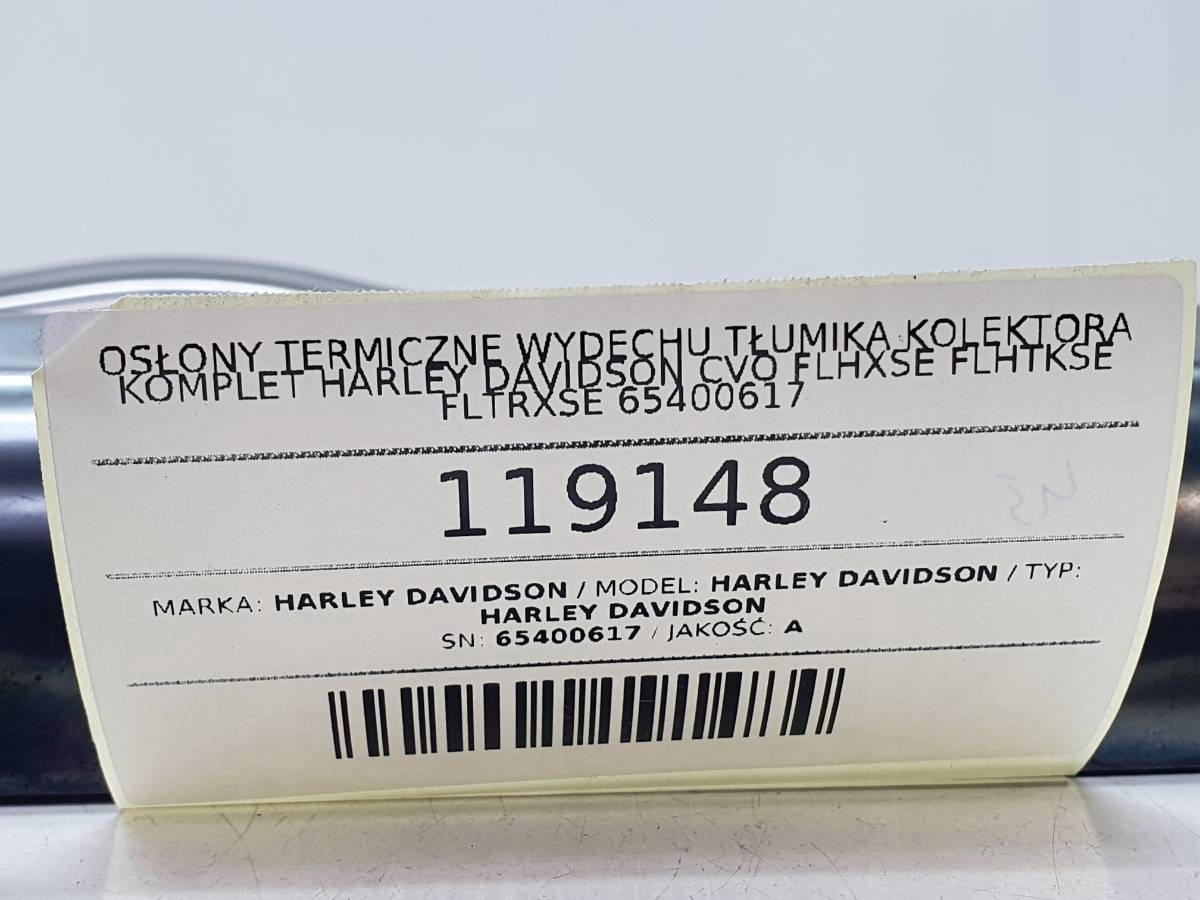 OSŁONY TERMICZNE WYDECHU TŁUMIKA KOLEKTORA
KOMPLET HARLEY DAVIDSON CVO FLHXSE FLHTKSE
FLTRXSE 65400617
119148
MARKA: HARLEY DAVIDSON / MODEL: HARLEY DAVIDSON / TYP:
HARLEY DAVIDSON
SN: 65400617 / JAKOŚĆ: A